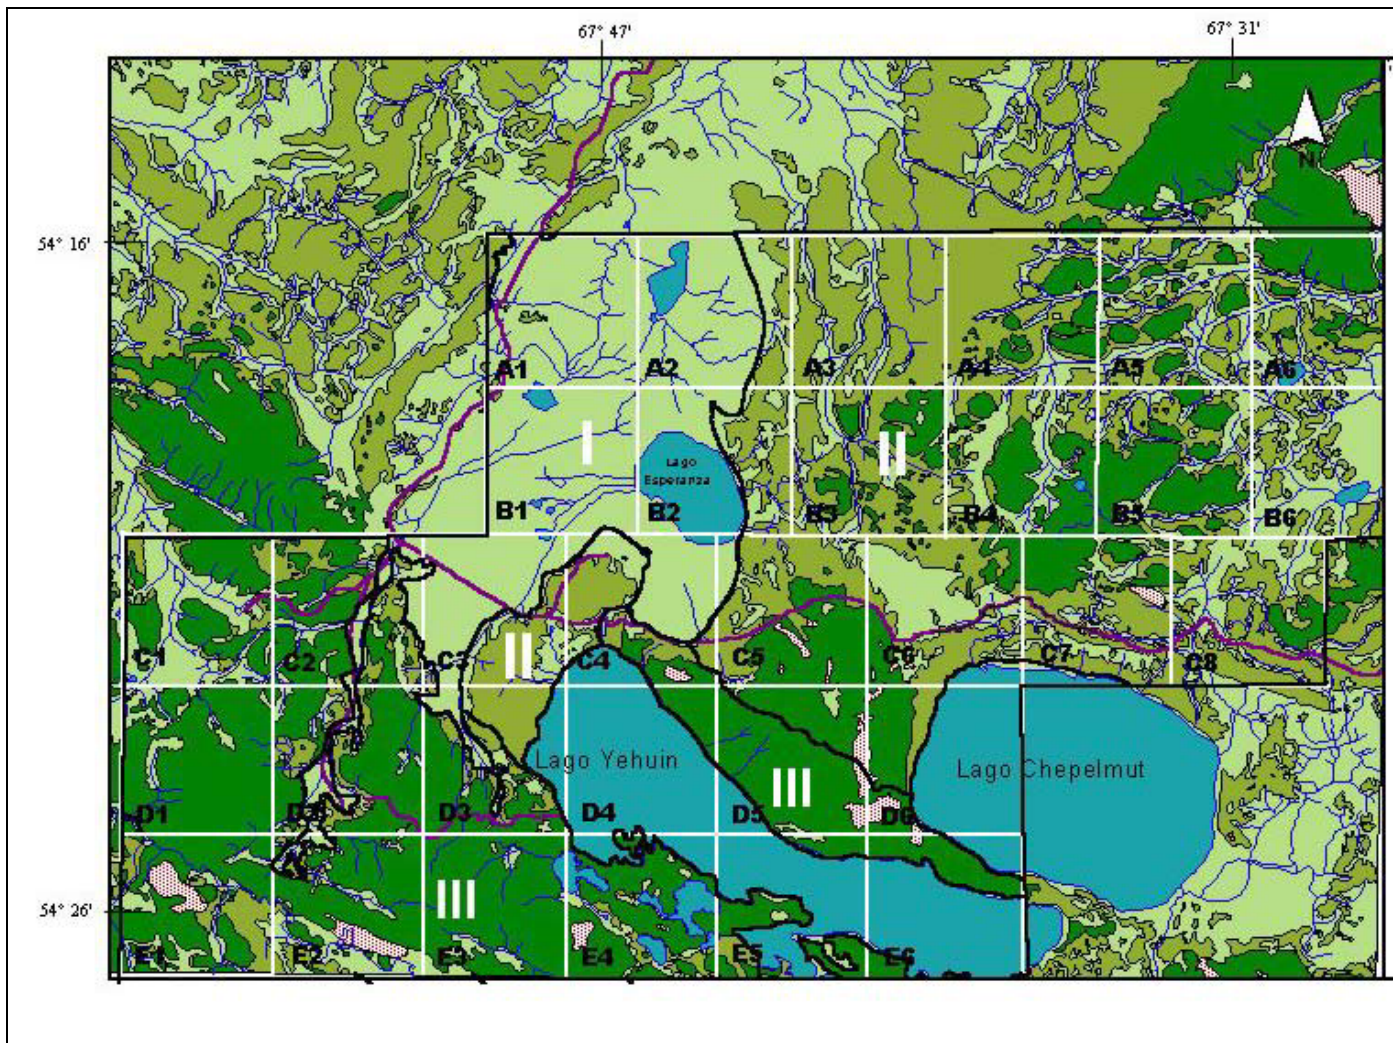 67° 47'
67° 31'
N
54° 16'
A1 A2 A3 A4 A5 A6
I II
Lago
Esperanza
B1 B2 B3 B4 B5 B6
II
C1 C2 C3 C4 C5 C6 C7 C8
Lago Yehuin
Lago Chepelmut
III
D1 D2 D3 D4 D5 D6
III
54° 26'
E1 E2 E3 E4 E5 E6